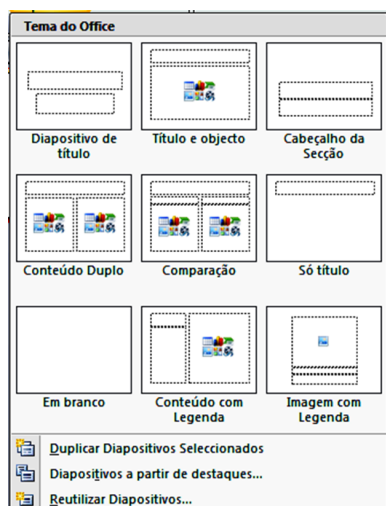 Tema do Office
Diapositivo de
título
Título e objecto
Cabeçalho da
Secção
Conteúdo Duplo
Comparação
Só título
Em branco
Conteúdo com
Legenda
Imagem com
Legenda
Duplicar Diapositivos Seleccionados
Diapositivos a partir de destaques...
Reutilizar Diapositivos...